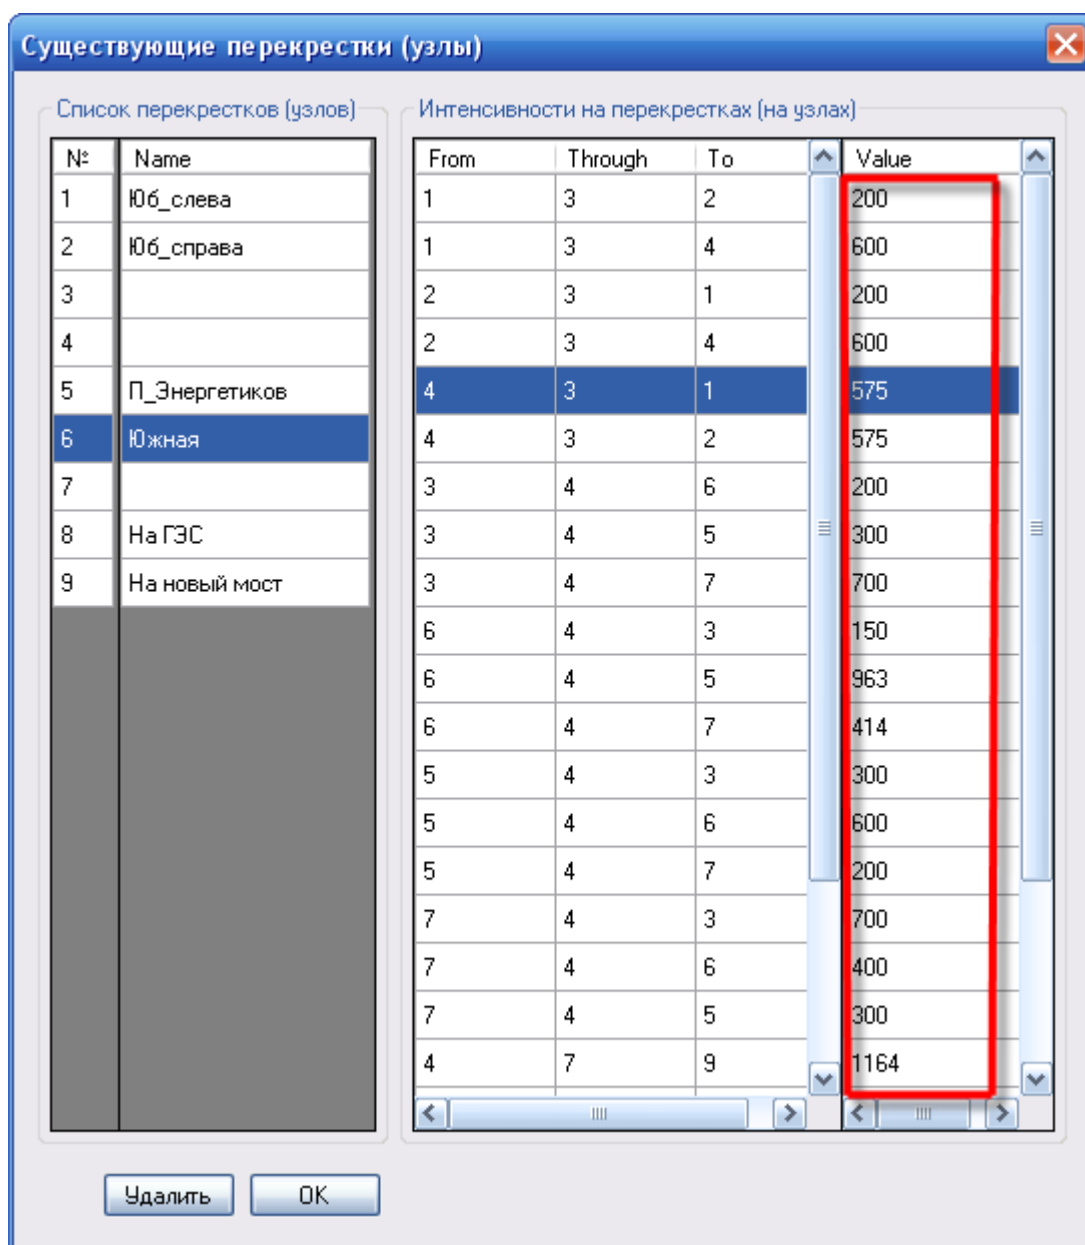 Существующие перекрестки (узлы)
Список перекрестков (узлов)
№ Name
1 Юб_слева
2 Юб_справа
3
4
5 П_Энергетиков
6 Южная
7
8 На ГЭС
9 На новый мост
Интенсивности на перекрестках (на узлах)
From Through To Value
1 3 2 200
1 3 4 600
2 3 1 200
2 3 4 600
4 3 1 575
4 3 2 575
3 4 6 200
3 4 5 300
3 4 7 700
6 4 3 150
6 4 5 963
6 4 7 414
5 4 3 300
5 4 6 600
5 4 7 200
7 4 3 700
7 4 6 400
7 4 5 300
4 7 9 1164
Удалить OK